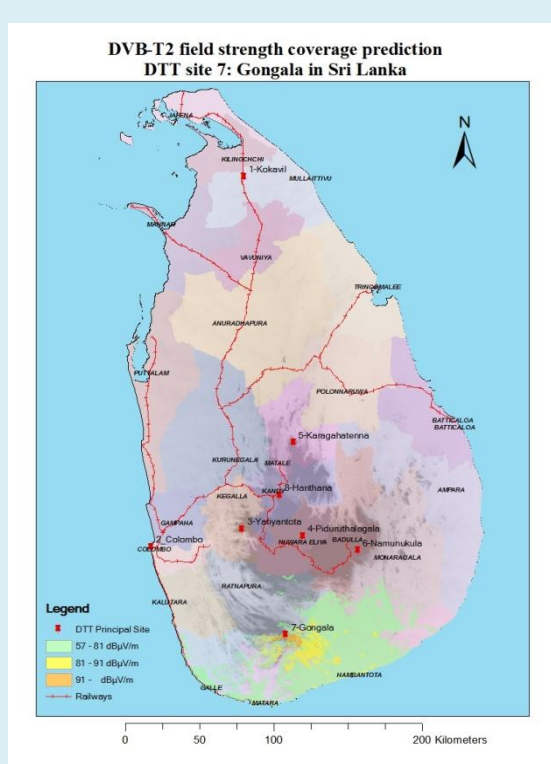 DVB-T2 field strength coverage prediction
DTT site 7: Gongala in Sri Lanka
N
JAFFNA
KILINOCHCHI
1-Kokavil
MULLAITTIVU
MANNAR
VAVUNIYA
TRINCOMALEE
ANURADHAPURA
PUTTALAM
POLONNARUWA
BATTICALOA
BATTICALOA
5-Karagahatenna
KURUNEGALA
MATALE
AMPARA
KEGALLA
KANDY
8-Hanthana
GAMPAHA
3-Yatiyantota
4-Piduruthalagala
2_Colombo
COLOMBO
NUWARA ELIYA
BADULLA
6-Namunukula
MONARAGALA
RATNAPURA
KALUTARA
Legend
DTT Principal Site
57 - 81 dBµV/m
81 - 91 dBµV/m
91 - dBµV/m
Railways
7-Gongala
GALLE
HAMBANTOTA
MATARA
0 50 100 200 Kilometers